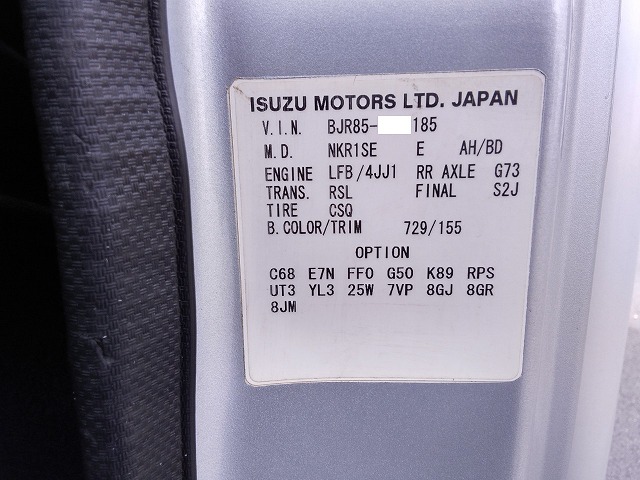 ISUZU MOTORS LTD. JAPAN
V.I.N. BJR85- 185
M.D. NKR1SE E AH/BD
ENGINE LFB/4JJ1 RR AXLE G73
TRANS. RSL FINAL S2J
TIRE CSQ
B.COLOR/TRIM 729/155
OPTION
C68 E7N FF0 G50 K89 RPS
UT3 YL3 25W 7VP 8GJ 8GR
8JM